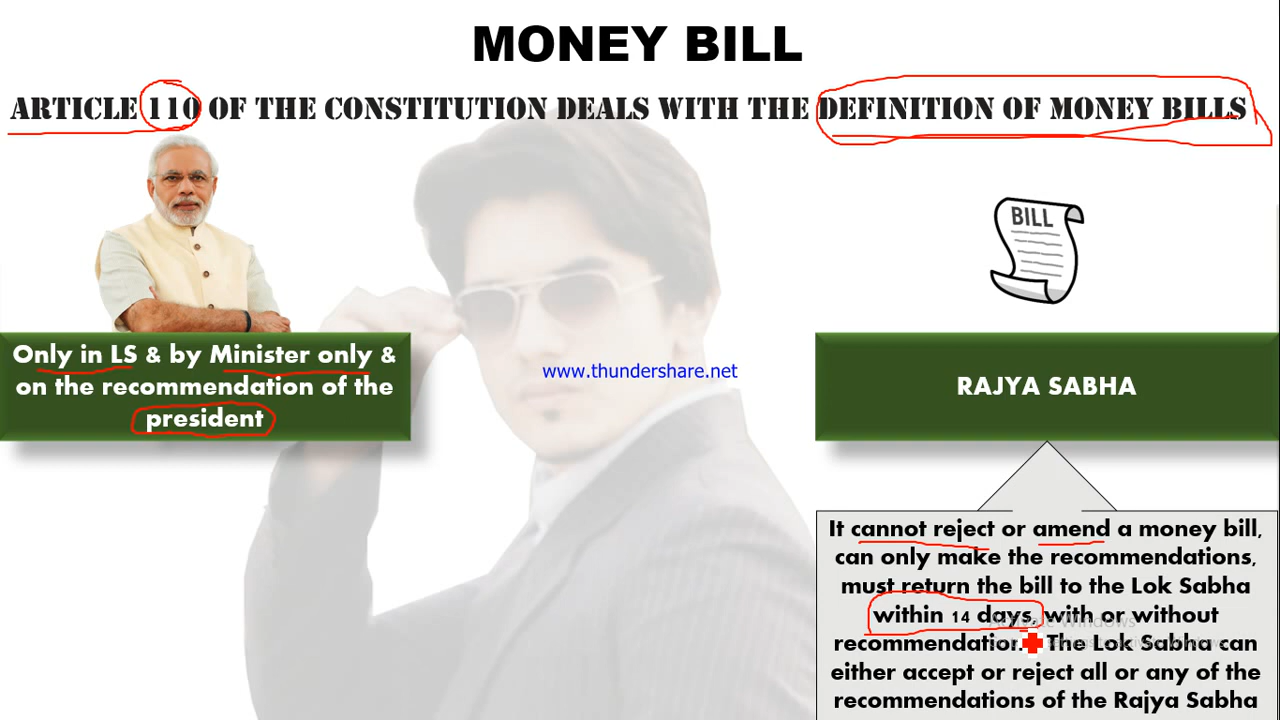 MONEY BILL
ARTICLE 110 OF THE CONSTITUTION DEALS WITH THE DEFINITION OF MONEY BILLS
BILL
Only in LS & by Minister only &
on the recommendation of the
president
www.thundershare.net
RAJYA SABHA
It cannot reject or amend a money bill,
can only make the recommendations,
must return the bill to the Lok Sabha
within 14 days, with or without
Activate Windows
The Lok Sabha can
either accept or reject all or any of the
recommendations of the Rajya Sabha